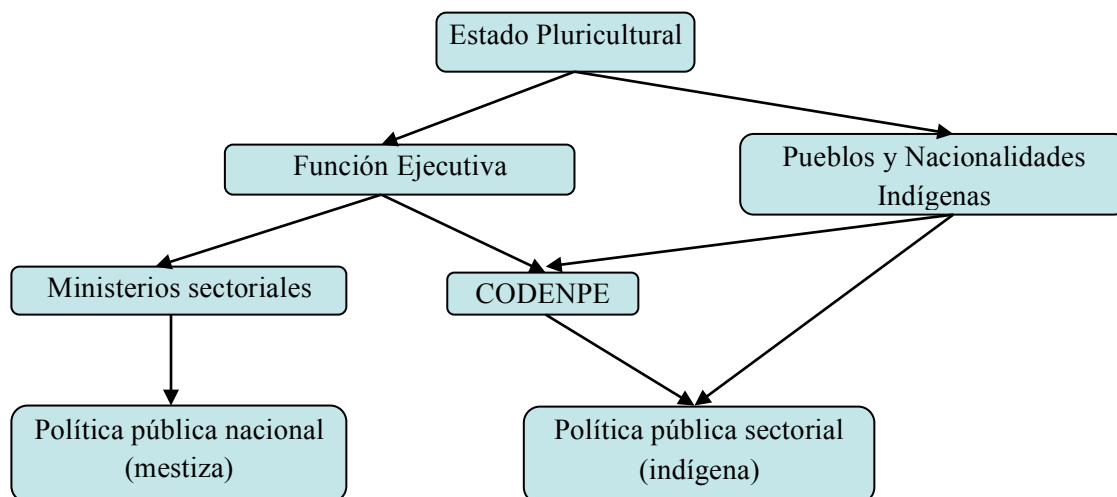 Estado Pluricultural
Función Ejecutiva
Pueblos y Nacionalidades
Indígenas
Ministerios sectoriales
CODENPE
Política pública nacional
(mestiza)
Política pública sectorial
(indígena)